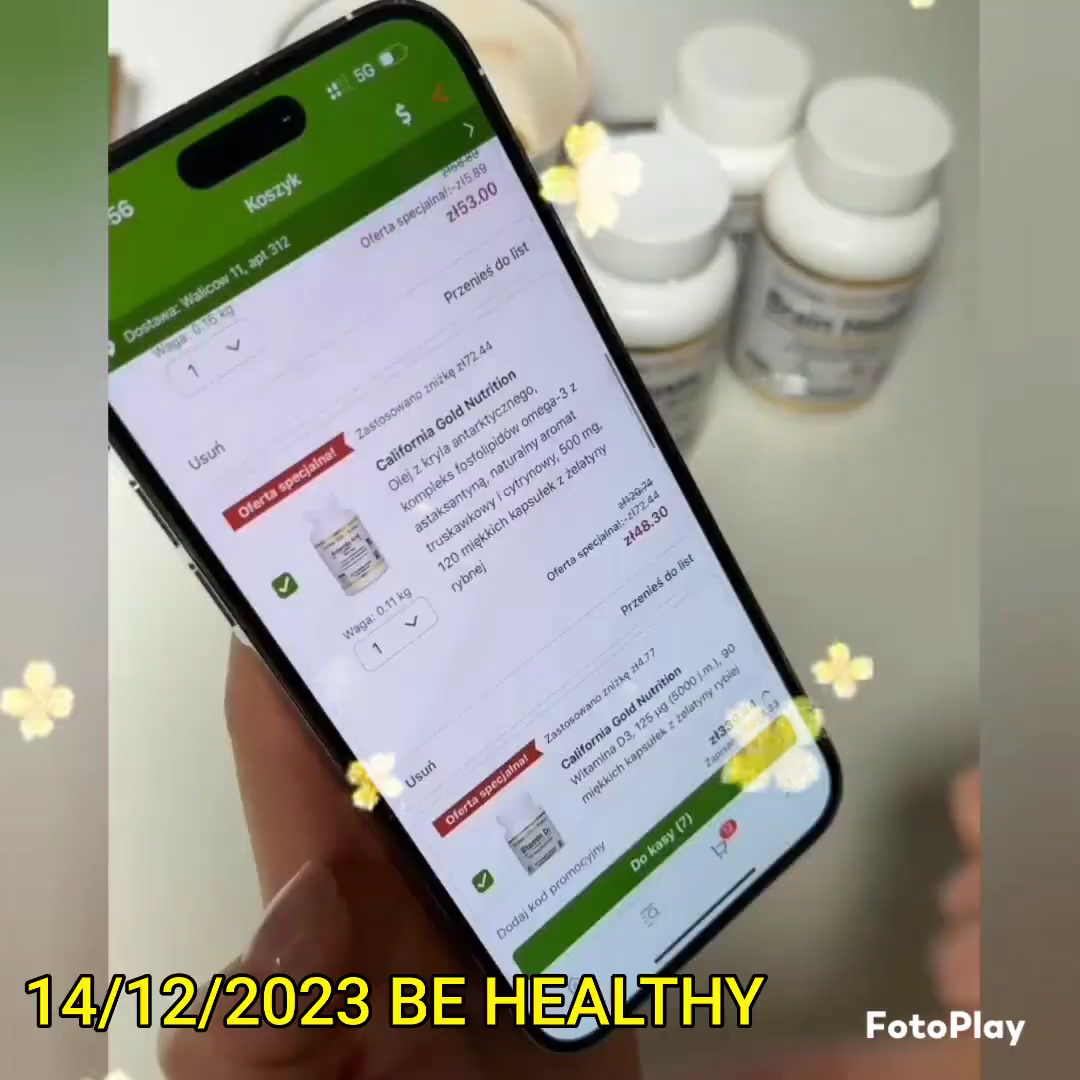 5G
56
$
Koszyk
Dostawa: Walicow 11, apt 312
Oferta specjalna!:-zł5.89
zł53.00
Przenieś do list
Waga: 0.16 kg
1
Usuń
Zastosowano zniżkę zł72.44
Oferta specjalna!
California Gold Nutrition
Olej z kryla antarktycznego,
kompleks fosfolipidów omega-3 z
astaksantyną, naturalny aromat
truskawkowy i cytrynowy, 500 mg,
120 miękkich kapsułek z żelatyny
rybnej
Waga: 0.11 kg
1
zł120.74
Oferta specjalna!:-zł72.44
zł48.30
Przenieś do list
Usuń
Zastosowano zniżkę zł4.77
Oferta specjalna!
California Gold Nutrition
Witamina D3, 125 µg (5000 j.m.), 90
miękkich kapsułek z żelatyny rybiej
Dodaj kod promocyjny
Do kasy (7)
Brain
14/12/2023 BE HEALTHY
FotoPlay